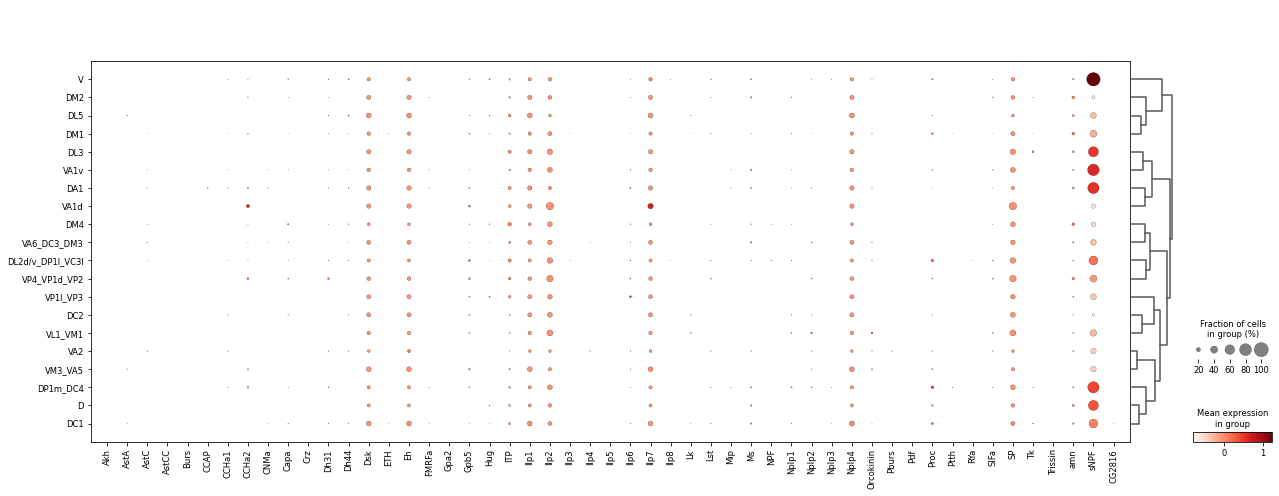 V
DM2
DL5
DM1
DL3
VA1v
DA1
VA1d
DM4
VA6_DC3_DM3
DL2d/v_DP1l_VC3l
VP4_VP1d_VP2
VP1l_VP3
DC2
VL1_VM1
VA2
VM3_VA5
DP1m_DC4
D
DC1
Akh
AstA
AstC
AstCC
Burs
CCAP
CCHa1
CCHa2
CNMa
Capa
Crz
Dh31
Dh44
Dsk
ETH
Eh
FMRFa
Gpa2
Gpb5
Hug
ITP
Ilp1
Ilp2
Ilp3
Ilp4
Ilp5
Ilp6
Ilp7
Ilp8
Lk
Lst
Mip
Ms
NPF
Nplp1
Nplp2
Nplp3
Nplp4
Orcokinin
Pburs
Pdf
Proc
Ptth
Rfa
SIFa
SP
Tk
Trissin
amn
sNPF
CG2816
Fraction of cells
in group (%)
20 40 60 80 100
Mean expression
in group
0 1